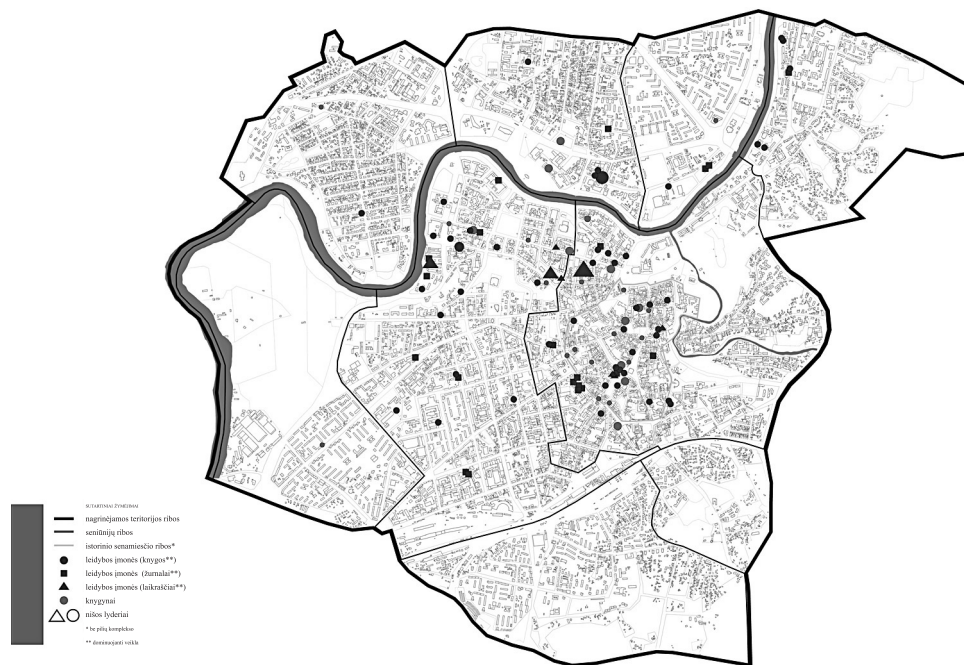 SUTARTINIAI ŽYMĖJIMAI
nagrinėjamos teritorijos ribos
seniūnijų ribos
istorinio senamiesčio ribos*
leidybos įmonės (knygos**)
leidybos įmonės (žurnalai**)
leidybos įmonės (laikraščiai**)
knygynai
nišos lyderiai
* be pilių komplekso
** dominuojanti veikla